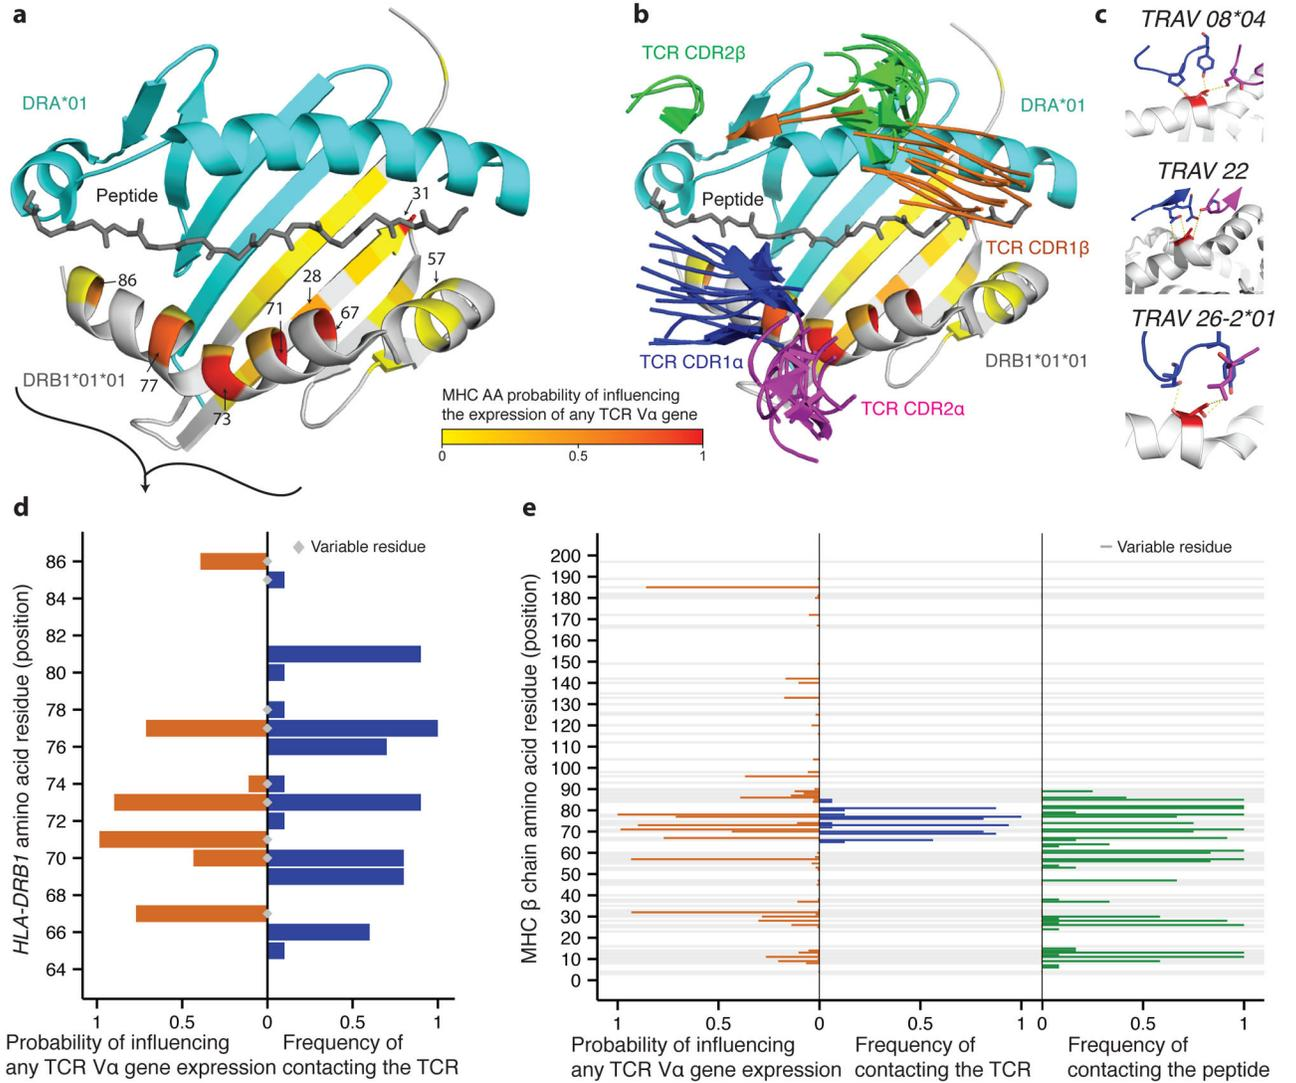 a
DRA*01
Peptide
31
86
28
57
71
67
77
73
DRB1*01*01
MHC AA probability of influencing
the expression of any TCR Vα gene
0 0.5 1
b
TCR CDR2β
DRA*01
Peptide
TCR CDR1β
TCR CDR1α
DRB1*01*01
TCR CDR2α
c
TRAV 08*04
TRAV 22
TRAV 26-2*01
d
Variable residue
HLA-DRB1 amino acid residue (position)
86
84
82
80
78
76
74
72
70
68
66
64
1 0.5 0 0.5 1
Probability of influencing
any TCR Vα gene expression
Frequency of
contacting the TCR
e
Variable residue
MHC β chain amino acid residue (position)
200
190
180
170
160
150
140
130
120
110
100
90
80
70
60
50
40
30
20
10
0
1 0.5 0 0.5 1 0 0.5 1
Probability of influencing
any TCR Vα gene expression
Frequency of
contacting the TCR
Frequency of
contacting the peptide